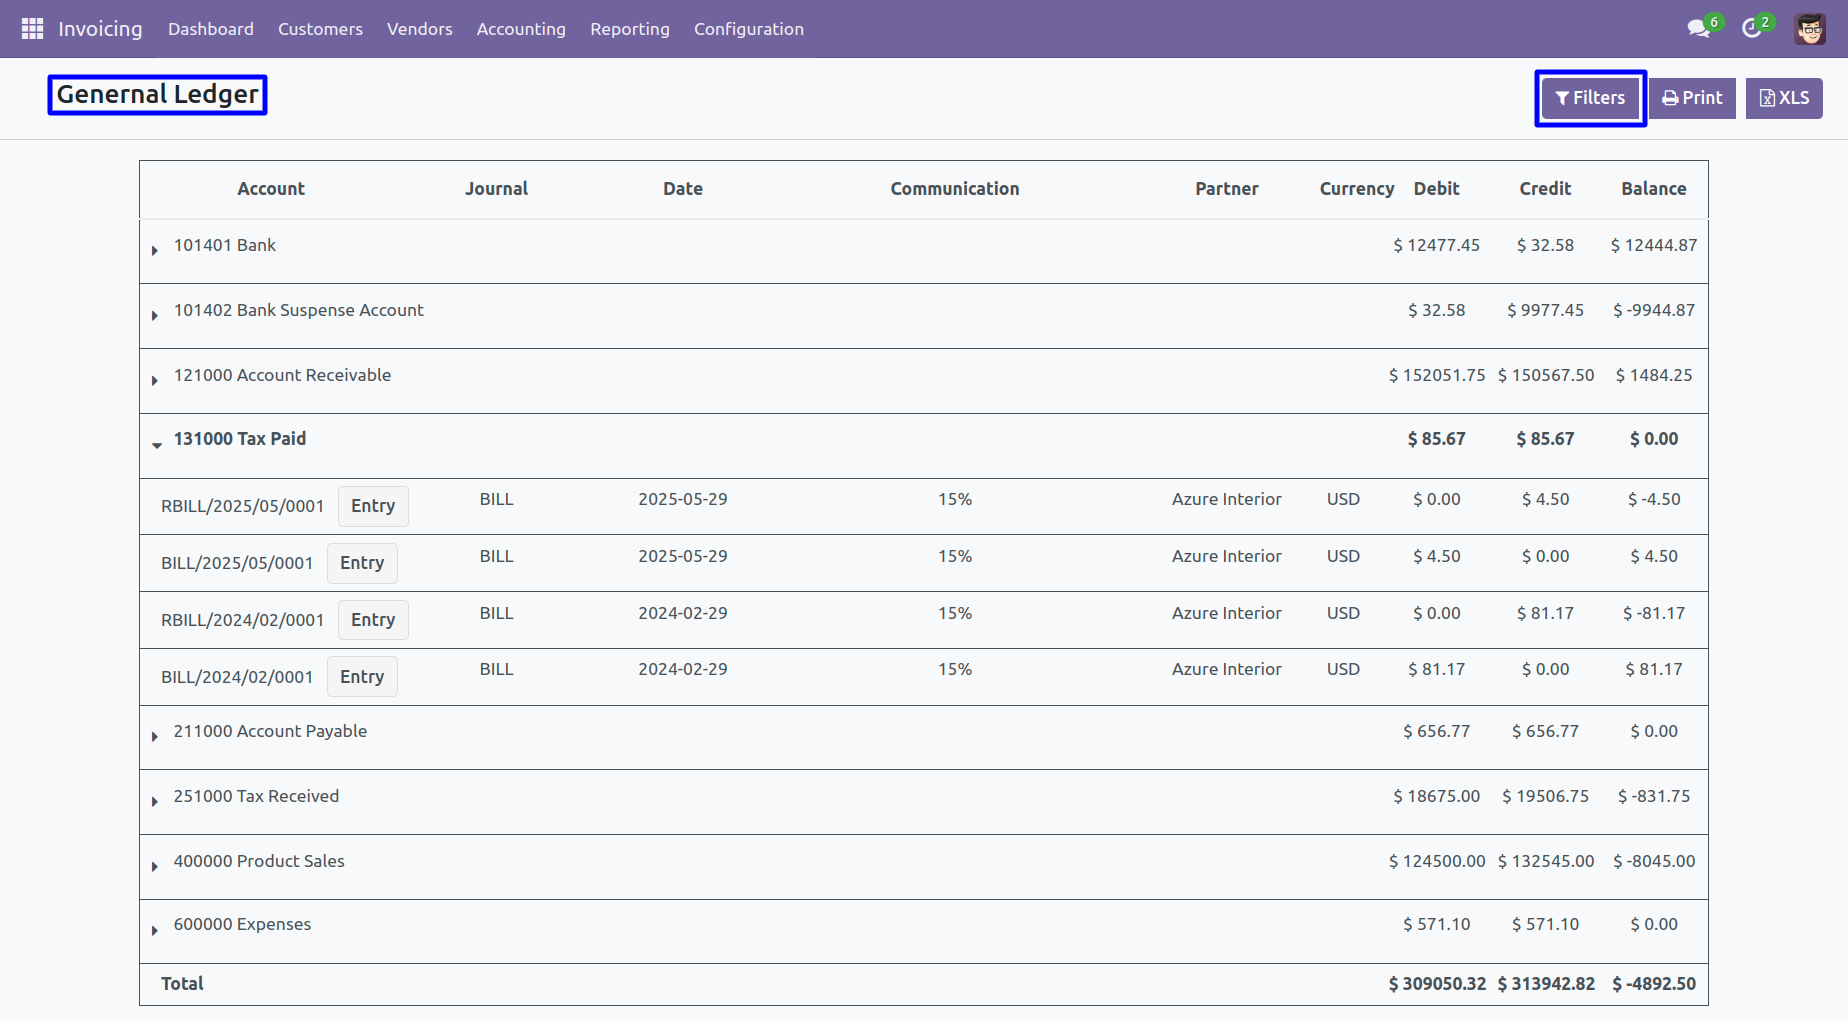 Invoicing Dashboard Customers Vendors Accounting Reporting Configuration 6 2
Genernal Ledger Filters Print XLS
Account Journal Date Communication Partner Currency Debit Credit Balance
101401 Bank $ 12477.45 $ 32.58 $ 12444.87
101402 Bank Suspense Account $ 32.58 $ 9977.45 $ -9944.87
121000 Account Receivable $ 152051.75 $ 150567.50 $ 1484.25
131000 Tax Paid $ 85.67 $ 85.67 $ 0.00
RBILL/2025/05/0001 Entry BILL 2025-05-29 15% Azure Interior USD $ 0.00 $ 4.50 $ -4.50
BILL/2025/05/0001 Entry BILL 2025-05-29 15% Azure Interior USD $ 4.50 $ 0.00 $ 4.50
RBILL/2024/02/0001 Entry BILL 2024-02-29 15% Azure Interior USD $ 0.00 $ 81.17 $ -81.17
BILL/2024/02/0001 Entry BILL 2024-02-29 15% Azure Interior USD $ 81.17 $ 0.00 $ 81.17
211000 Account Payable $ 656.77 $ 656.77 $ 0.00
251000 Tax Received $ 18675.00 $ 19506.75 $ -831.75
400000 Product Sales $ 124500.00 $ 132545.00 $ -8045.00
600000 Expenses $ 571.10 $ 571.10 $ 0.00
Total $ 309050.32 $ 313942.82 $ -4892.50